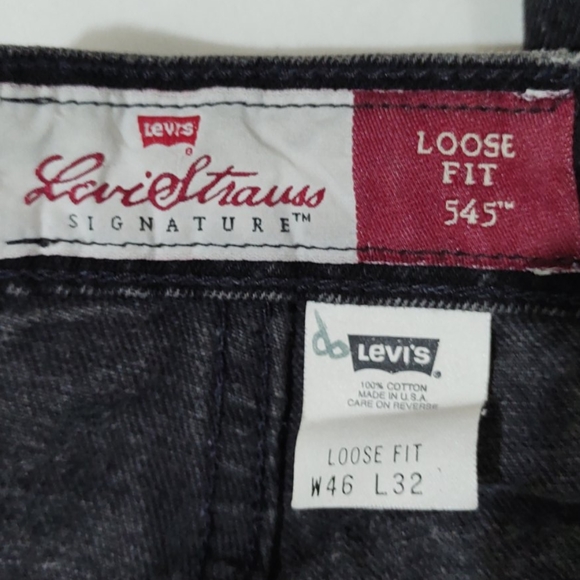 Levi's
Levi Strauss
SIGNATURE™
LOOSE
FIT
545™
do
Levi's
100% COTTON
MADE IN U.S.A
CARE ON REVERSE
LOOSE FIT
W46 L32